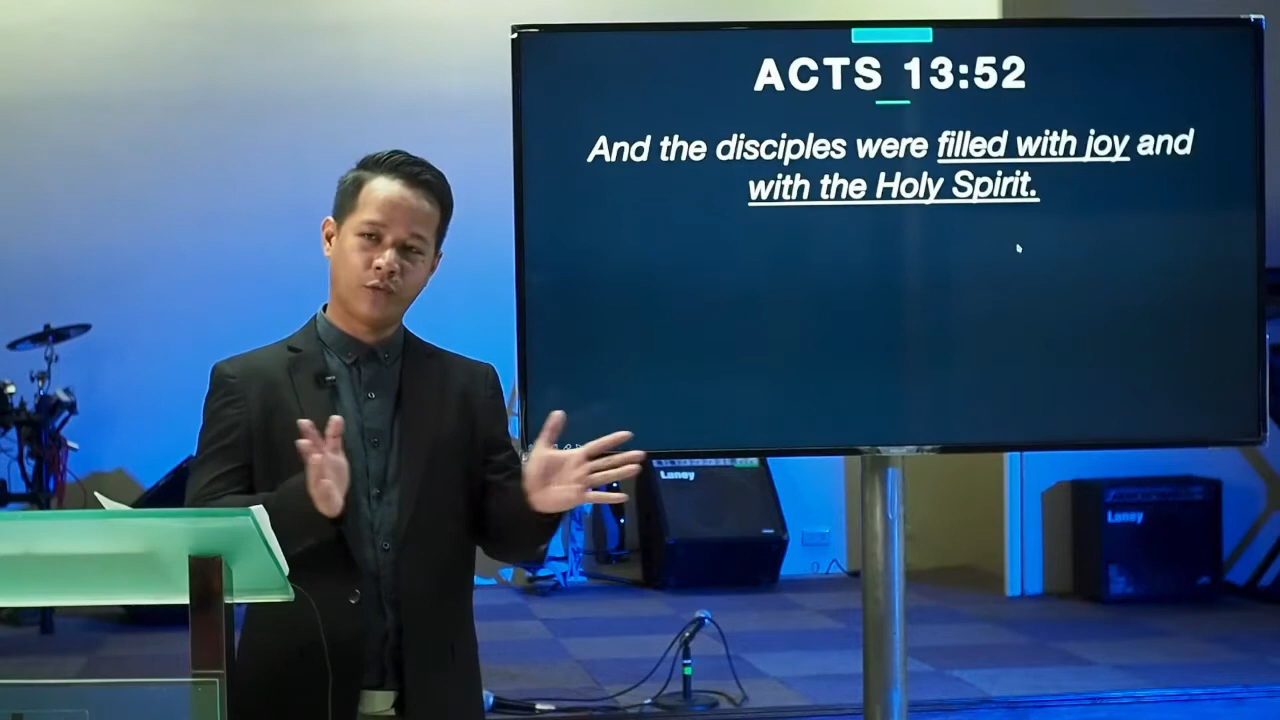 ACTS 13:52
And the disciples were filled with joy and
with the Holy Spirit.
Laney
Laney